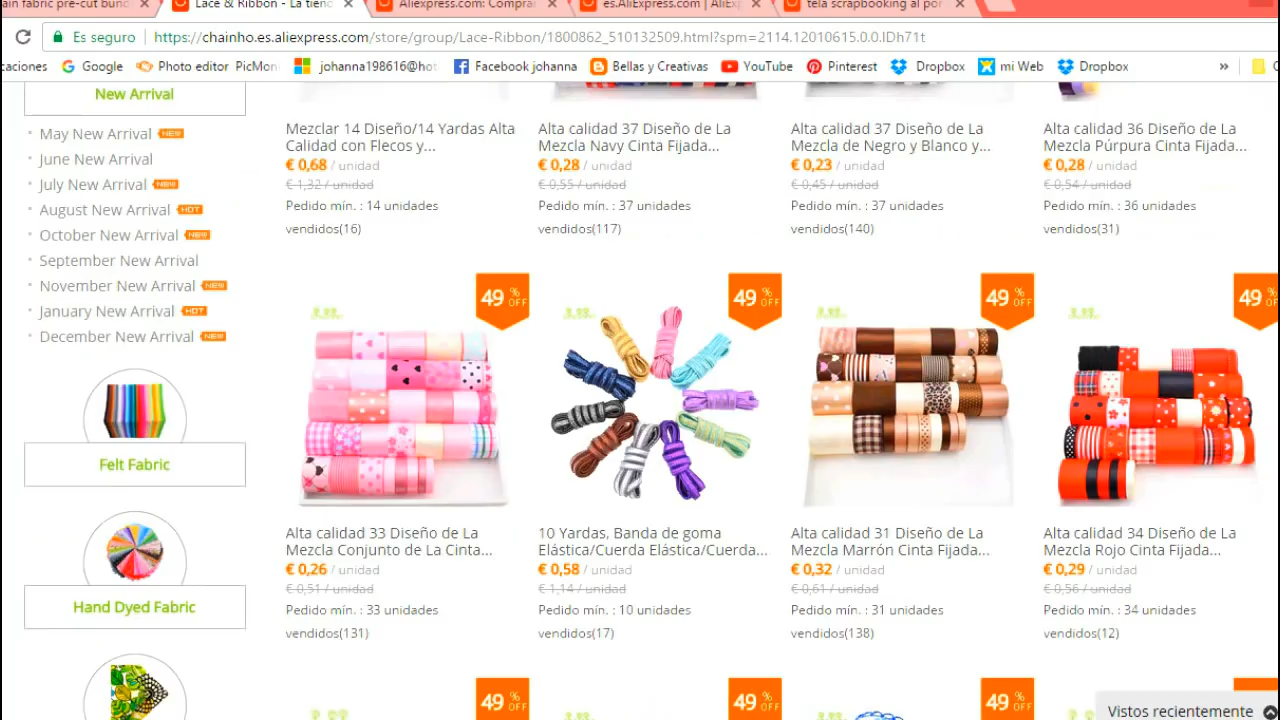 ain fabric pre-cut bund
Lace & Ribbon - La tiend
Aliexpress.com: Comprar
es.AliExpress.com | AliEx
tela scrapbooking al por
Es seguro
https://chainho.es.aliexpress.com/store/group/Lace-Ribbon/1800862_510132509.html?spm=2114.12010615.0.0.IDh71t
caciones
Google
Photo editor PicMon
johanna198616@hot
Facebook johanna
Bellas y Creativas
YouTube
Pinterest
Dropbox
mi Web
Dropbox
»
New Arrival
May New Arrival NEW
June New Arrival
July New Arrival NEW
August New Arrival HOT
October New Arrival NEW
September New Arrival
November New Arrival NEW
January New Arrival HOT
December New Arrival NEW
Felt Fabric
Hand Dyed Fabric
Mezclar 14 Diseño/14 Yardas Alta
Calidad con Flecos y...
€ 0,68 / unidad
€ 1,32 / unidad
Pedido mín. : 14 unidades
vendidos(16)
Alta calidad 37 Diseño de La
Mezcla Navy Cinta Fijada...
€ 0,28 / unidad
€ 0,55 / unidad
Pedido mín. : 37 unidades
vendidos(117)
Alta calidad 37 Diseño de La
Mezcla de Negro y Blanco y...
€ 0,23 / unidad
€ 0,45 / unidad
Pedido mín. : 37 unidades
vendidos(140)
Alta calidad 36 Diseño de La
Mezcla Púrpura Cinta Fijada...
€ 0,28 / unidad
€ 0,54 / unidad
Pedido mín. : 36 unidades
vendidos(31)
49 % OFF
49 % OFF
49 % OFF
49 %
Alta calidad 33 Diseño de La
Mezcla Conjunto de La Cinta...
€ 0,26 / unidad
€ 0,51 / unidad
Pedido mín. : 33 unidades
vendidos(131)
10 Yardas, Banda de goma
Elástica/Cuerda Elástica/Cuerda...
€ 0,58 / unidad
€ 1,14 / unidad
Pedido mín. : 10 unidades
vendidos(17)
Alta calidad 31 Diseño de La
Mezcla Marrón Cinta Fijada...
€ 0,32 / unidad
€ 0,61 / unidad
Pedido mín. : 31 unidades
vendidos(138)
Alta calidad 34 Diseño de La
Mezcla Rojo Cinta Fijada...
€ 0,29 / unidad
€ 0,56 / unidad
Pedido mín. : 34 unidades
vendidos(12)
49 % OFF
49 % OFF
49 % OFF
Vistos recientemente